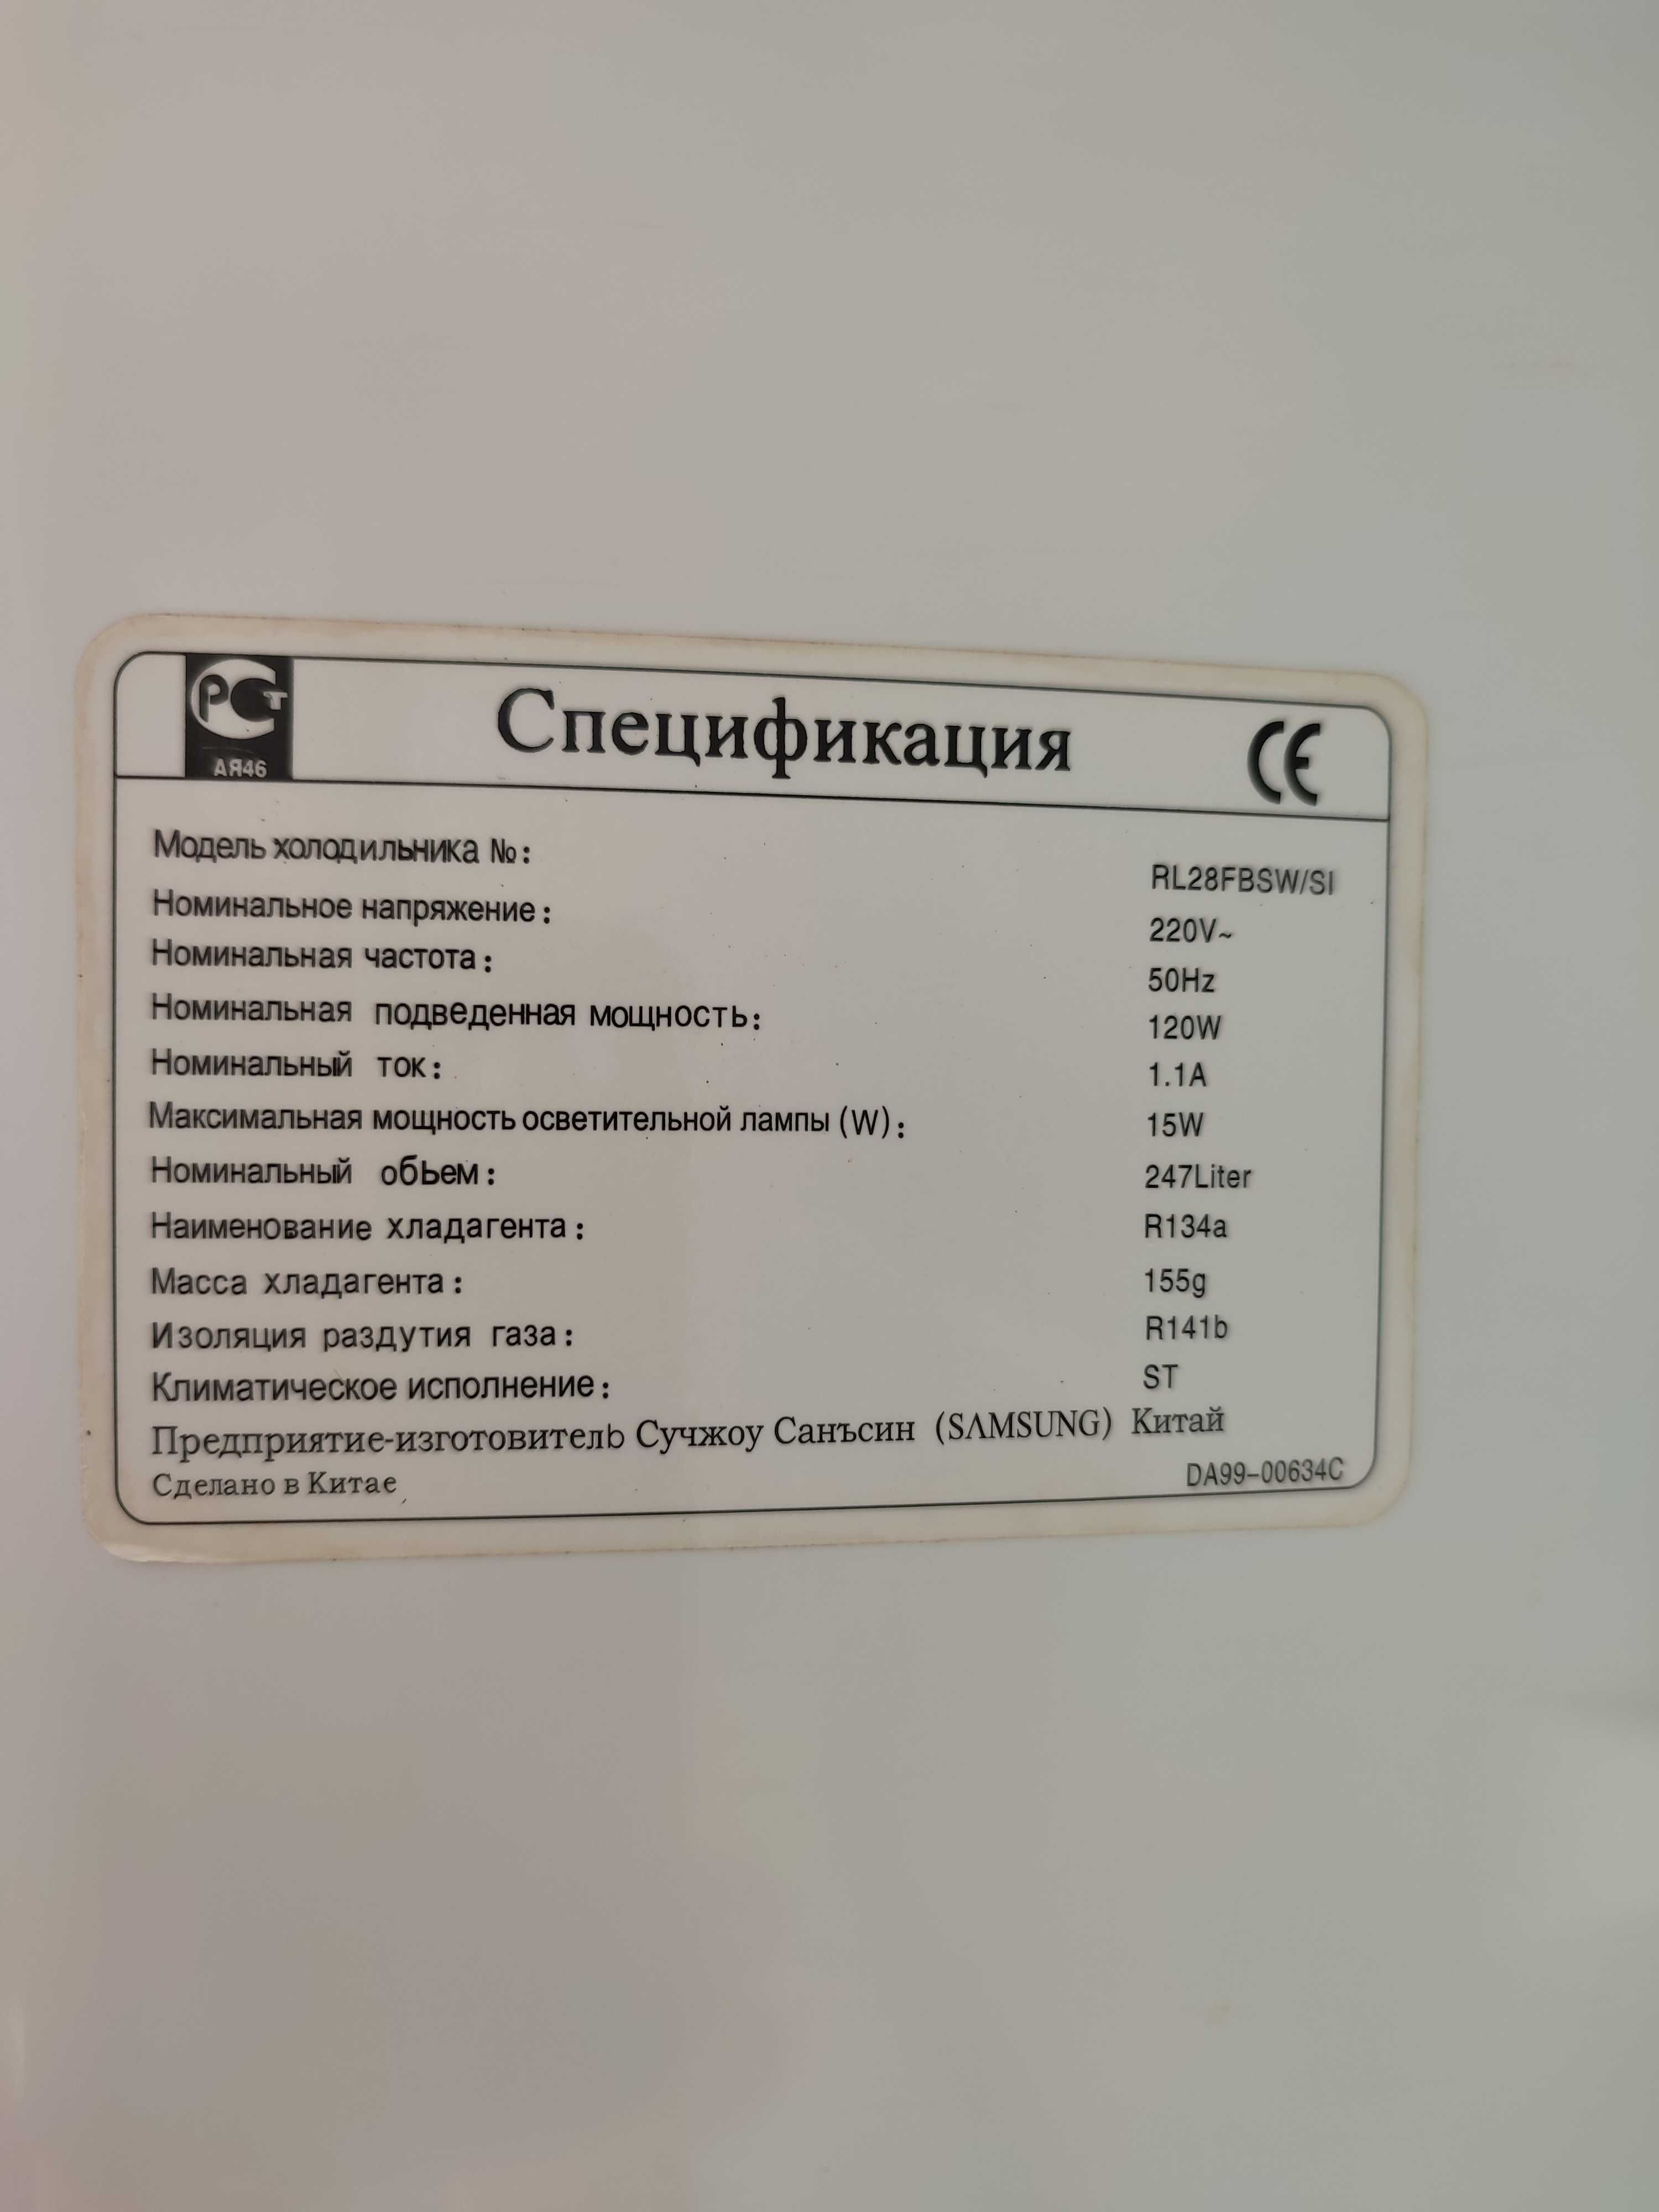 РСТ Спецификация CE
АЯ46
Модель холодильника №: RL28FBSW/SI
Номинальное напряжение: 220V~
Номинальная частота: 50Hz
Номинальная подведенная мощность: 120W
Номинальный ток: 1.1A
Максимальная мощность осветительной лампы (W): 15W
Номинальный обьем: 247Liter
Наименование хладагента: R134a
Масса хладагента: 155g
Изоляция раздутия газа: R141b
Климатическое исполнение: ST
Предприятие-изготовитель Сучжоу Санъсин (SAMSUNG) Китай
Сделано в Китае DA99-00634C